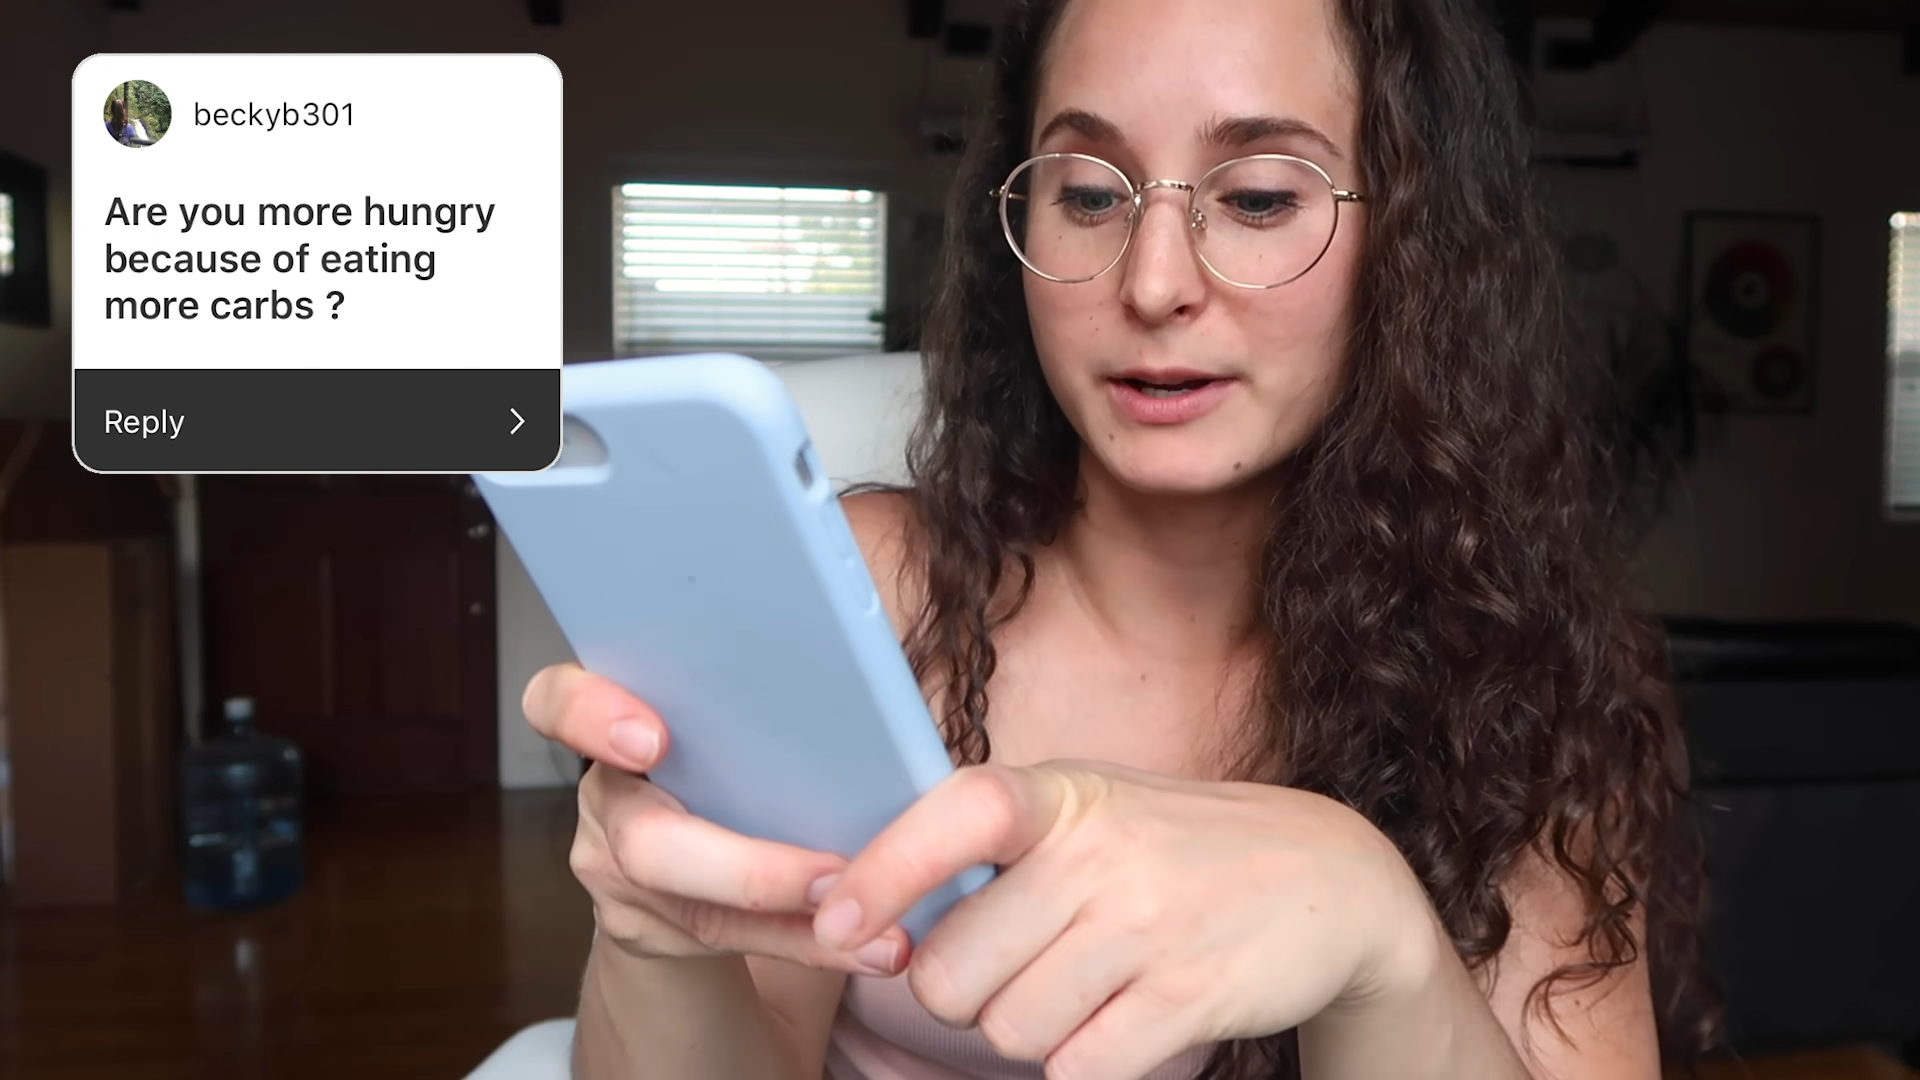 beckyb301
Are you more hungry
because of eating
more carbs ?
Reply